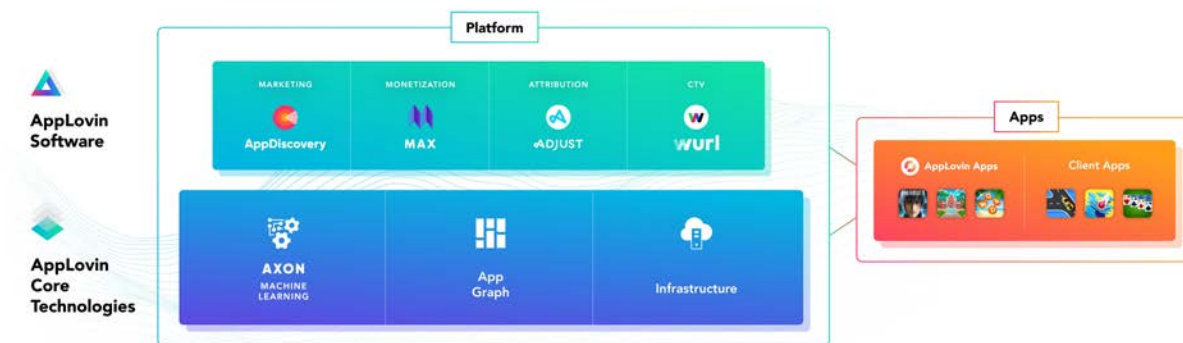 Platform
AppLovin
Software
MARKETING
AppDiscovery
MONETIZATION
MAX
ATTRIBUTION
ADJUST
CTV
wurl
AppLovin
Core
Technologies
AXON
MACHINE
LEARNING
App
Graph
Infrastructure
Apps
AppLovin Apps
Client Apps